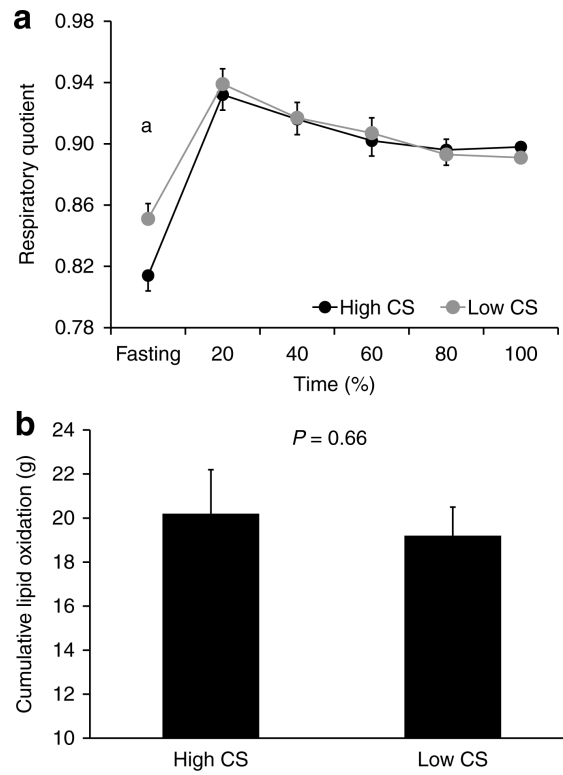 a
0.98
0.94
0.90
0.86
0.82
0.78
Respiratory quotient
a
High CS
Low CS
Fasting 20 40 60 80 100
Time (%)
b
24
22
20
18
16
14
12
10
Cumulative lipid oxidation (g)
P = 0.66
High CS
Low CS